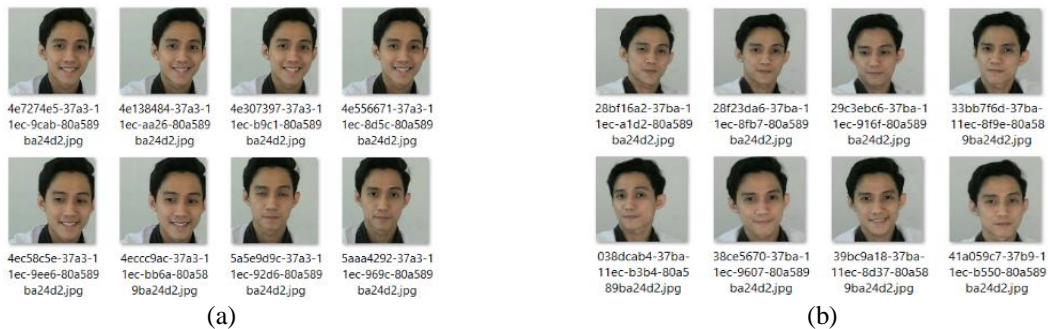 4e7274e5-37a3-1 4e138484-37a3-1 4e307397-37a3-1 4e556671-37a3-1
1ec-9cab-80a589 1ec-aa26-80a589 1ec-b9c1-80a589 1ec-8d5c-80a589
ba24d2.jpg ba24d2.jpg ba24d2.jpg ba24d2.jpg
4ec58c5e-37a3-1 4eccc9ac-37a3-1 5a5e9d9c-37a3-1 5aaa4292-37a3-1
1ec-9ee6-80a589 1ec-bb6a-80a58 1ec-92d6-80a589 1ec-969c-80a589
ba24d2.jpg 9ba24d2.jpg ba24d2.jpg ba24d2.jpg
(a)
28bf16a2-37ba-1 28f23da6-37ba-1 29c3ebc6-37ba-1 33bb7f6d-37ba-
1ec-a1d2-80a589 1ec-8fb7-80a589 1ec-916f-80a589 11ec-8f9e-80a58
ba24d2.jpg ba24d2.jpg ba24d2.jpg 9ba24d2.jpg
038dcab4-37ba- 38ce5670-37ba-1 39bc9a18-37ba- 41a059c7-37b9-1
11ec-b3b4-80a5 1ec-9607-80a589 11ec-8d37-80a58 1ec-b550-80a589
89ba24d2.jpg ba24d2.jpg 9ba24d2.jpg ba24d2.jpg
(b)